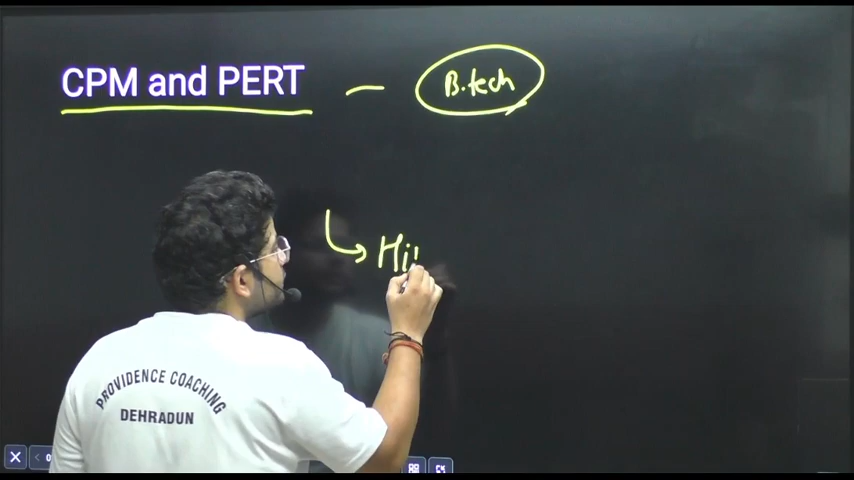 CPM and PERT – B.tech
Hi
PROVIDENCE COACHING
DEHRADUN